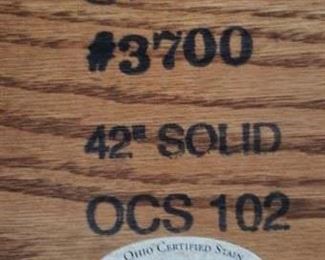 #3700
42" SOLID
OCS 102
OHIO CERTIFIED STAIN